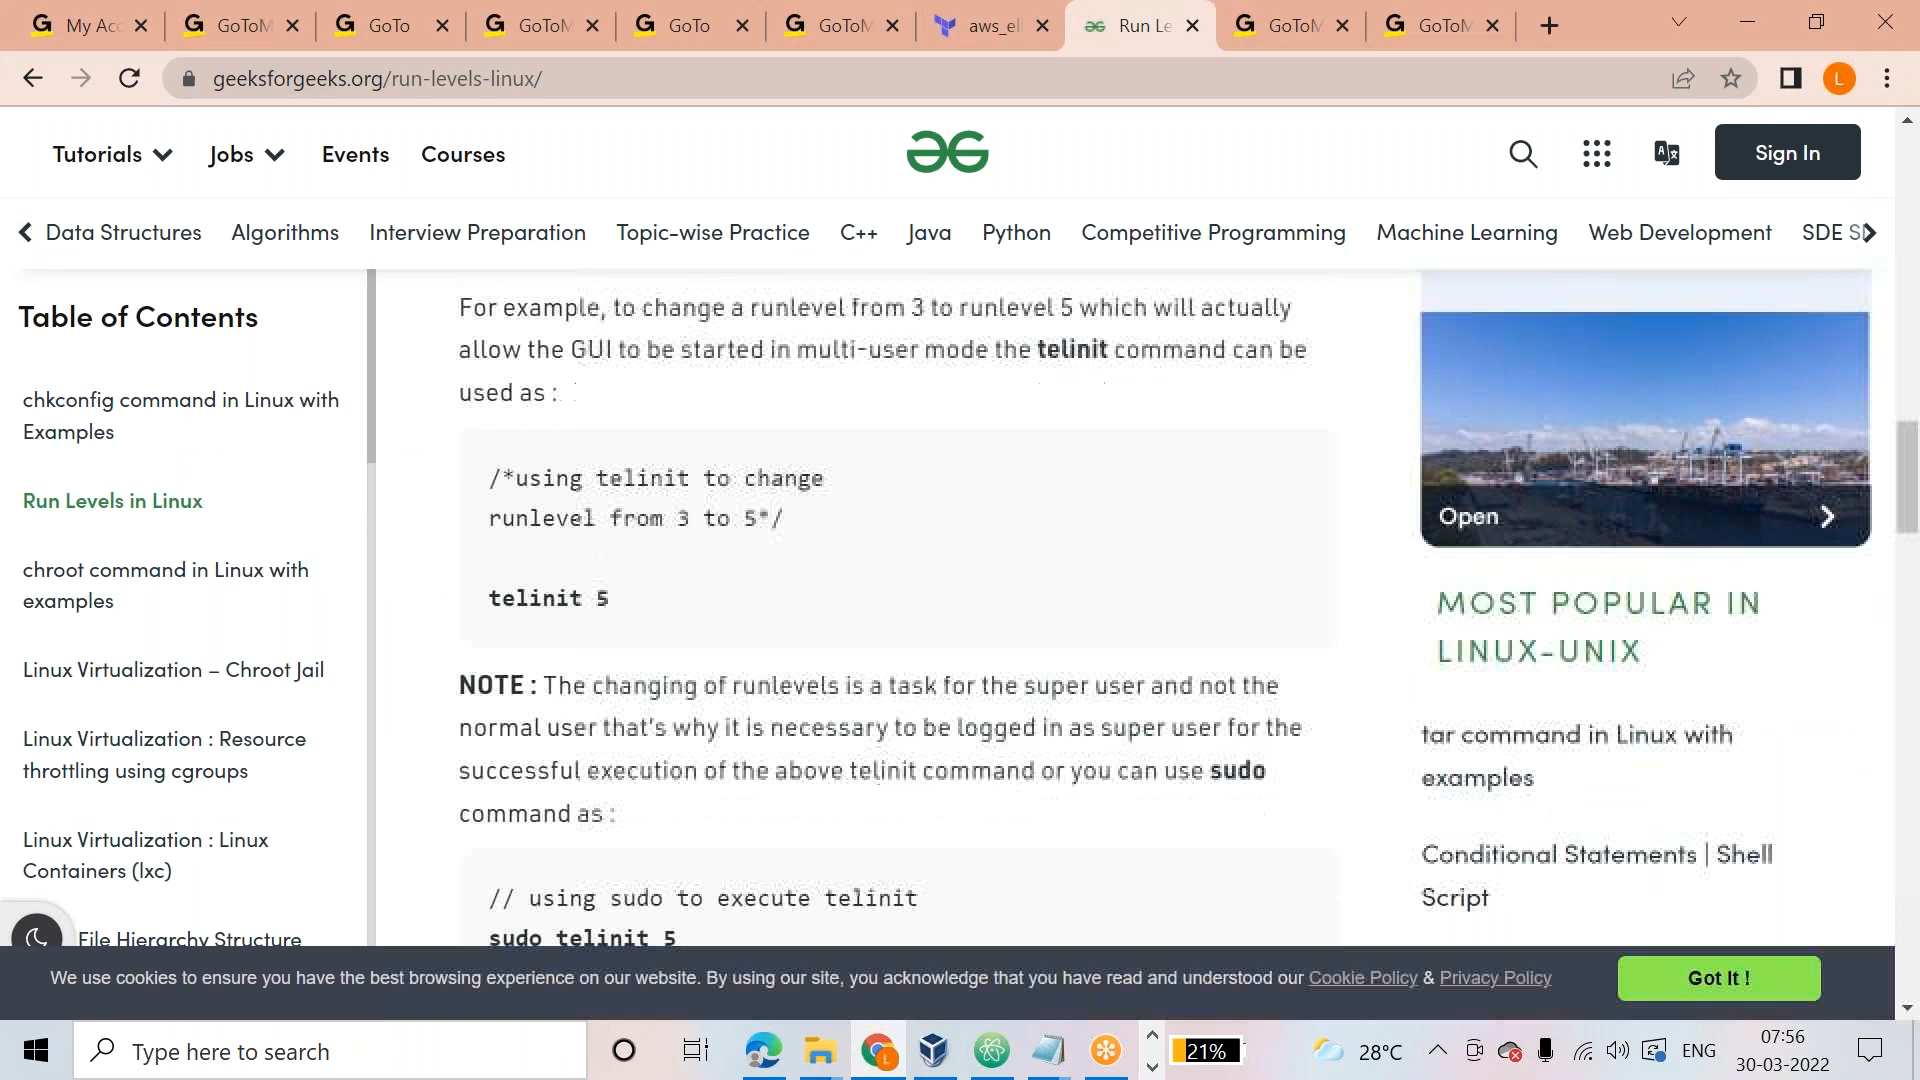 My Acc
GoToM
GoTo
GoToM
GoTo
GoToM
aws_el
Run Le
GoToM
GoToM
geeksforgeeks.org/run-levels-linux/
L
Tutorials
Jobs
Events
Courses
Sign In
Data Structures
Algorithms
Interview Preparation
Topic-wise Practice
C++
Java
Python
Competitive Programming
Machine Learning
Web Development
SDE S
Table of Contents
chkconfig command in Linux with
Examples
Run Levels in Linux
chroot command in Linux with
examples
Linux Virtualization – Chroot Jail
Linux Virtualization : Resource
throttling using cgroups
Linux Virtualization : Linux
Containers (lxc)
File Hierarchy Structure
For example, to change a runlevel from 3 to runlevel 5 which will actually
allow the GUI to be started in multi-user mode the telinit command can be
used as :
/*using telinit to change
runlevel from 3 to 5*/
telinit 5
NOTE : The changing of runlevels is a task for the super user and not the
normal user that's why it is necessary to be logged in as super user for the
successful execution of the above telinit command or you can use sudo
command as :
// using sudo to execute telinit
sudo telinit 5
Open
MOST POPULAR IN
LINUX-UNIX
tar command in Linux with
examples
Conditional Statements | Shell
Script
We use cookies to ensure you have the best browsing experience on our website. By using our site, you acknowledge that you have read and understood our Cookie Policy & Privacy Policy
Got It !
Type here to search
L
21%
28°C
ENG
07:56
30-03-2022